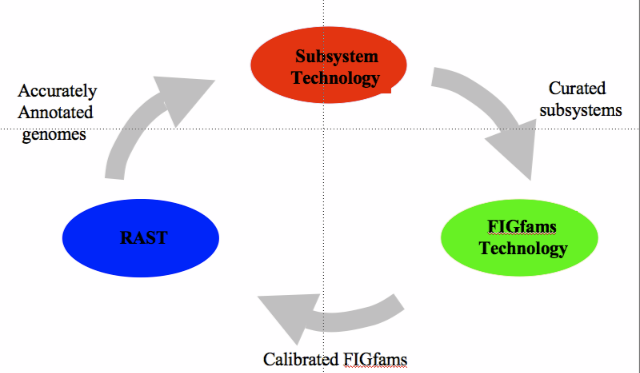 Subsystem
Technology
Accurately
Annotated
genomes
Curated
subsystems
RAST
FIGfams
Technology
Calibrated FIGfams